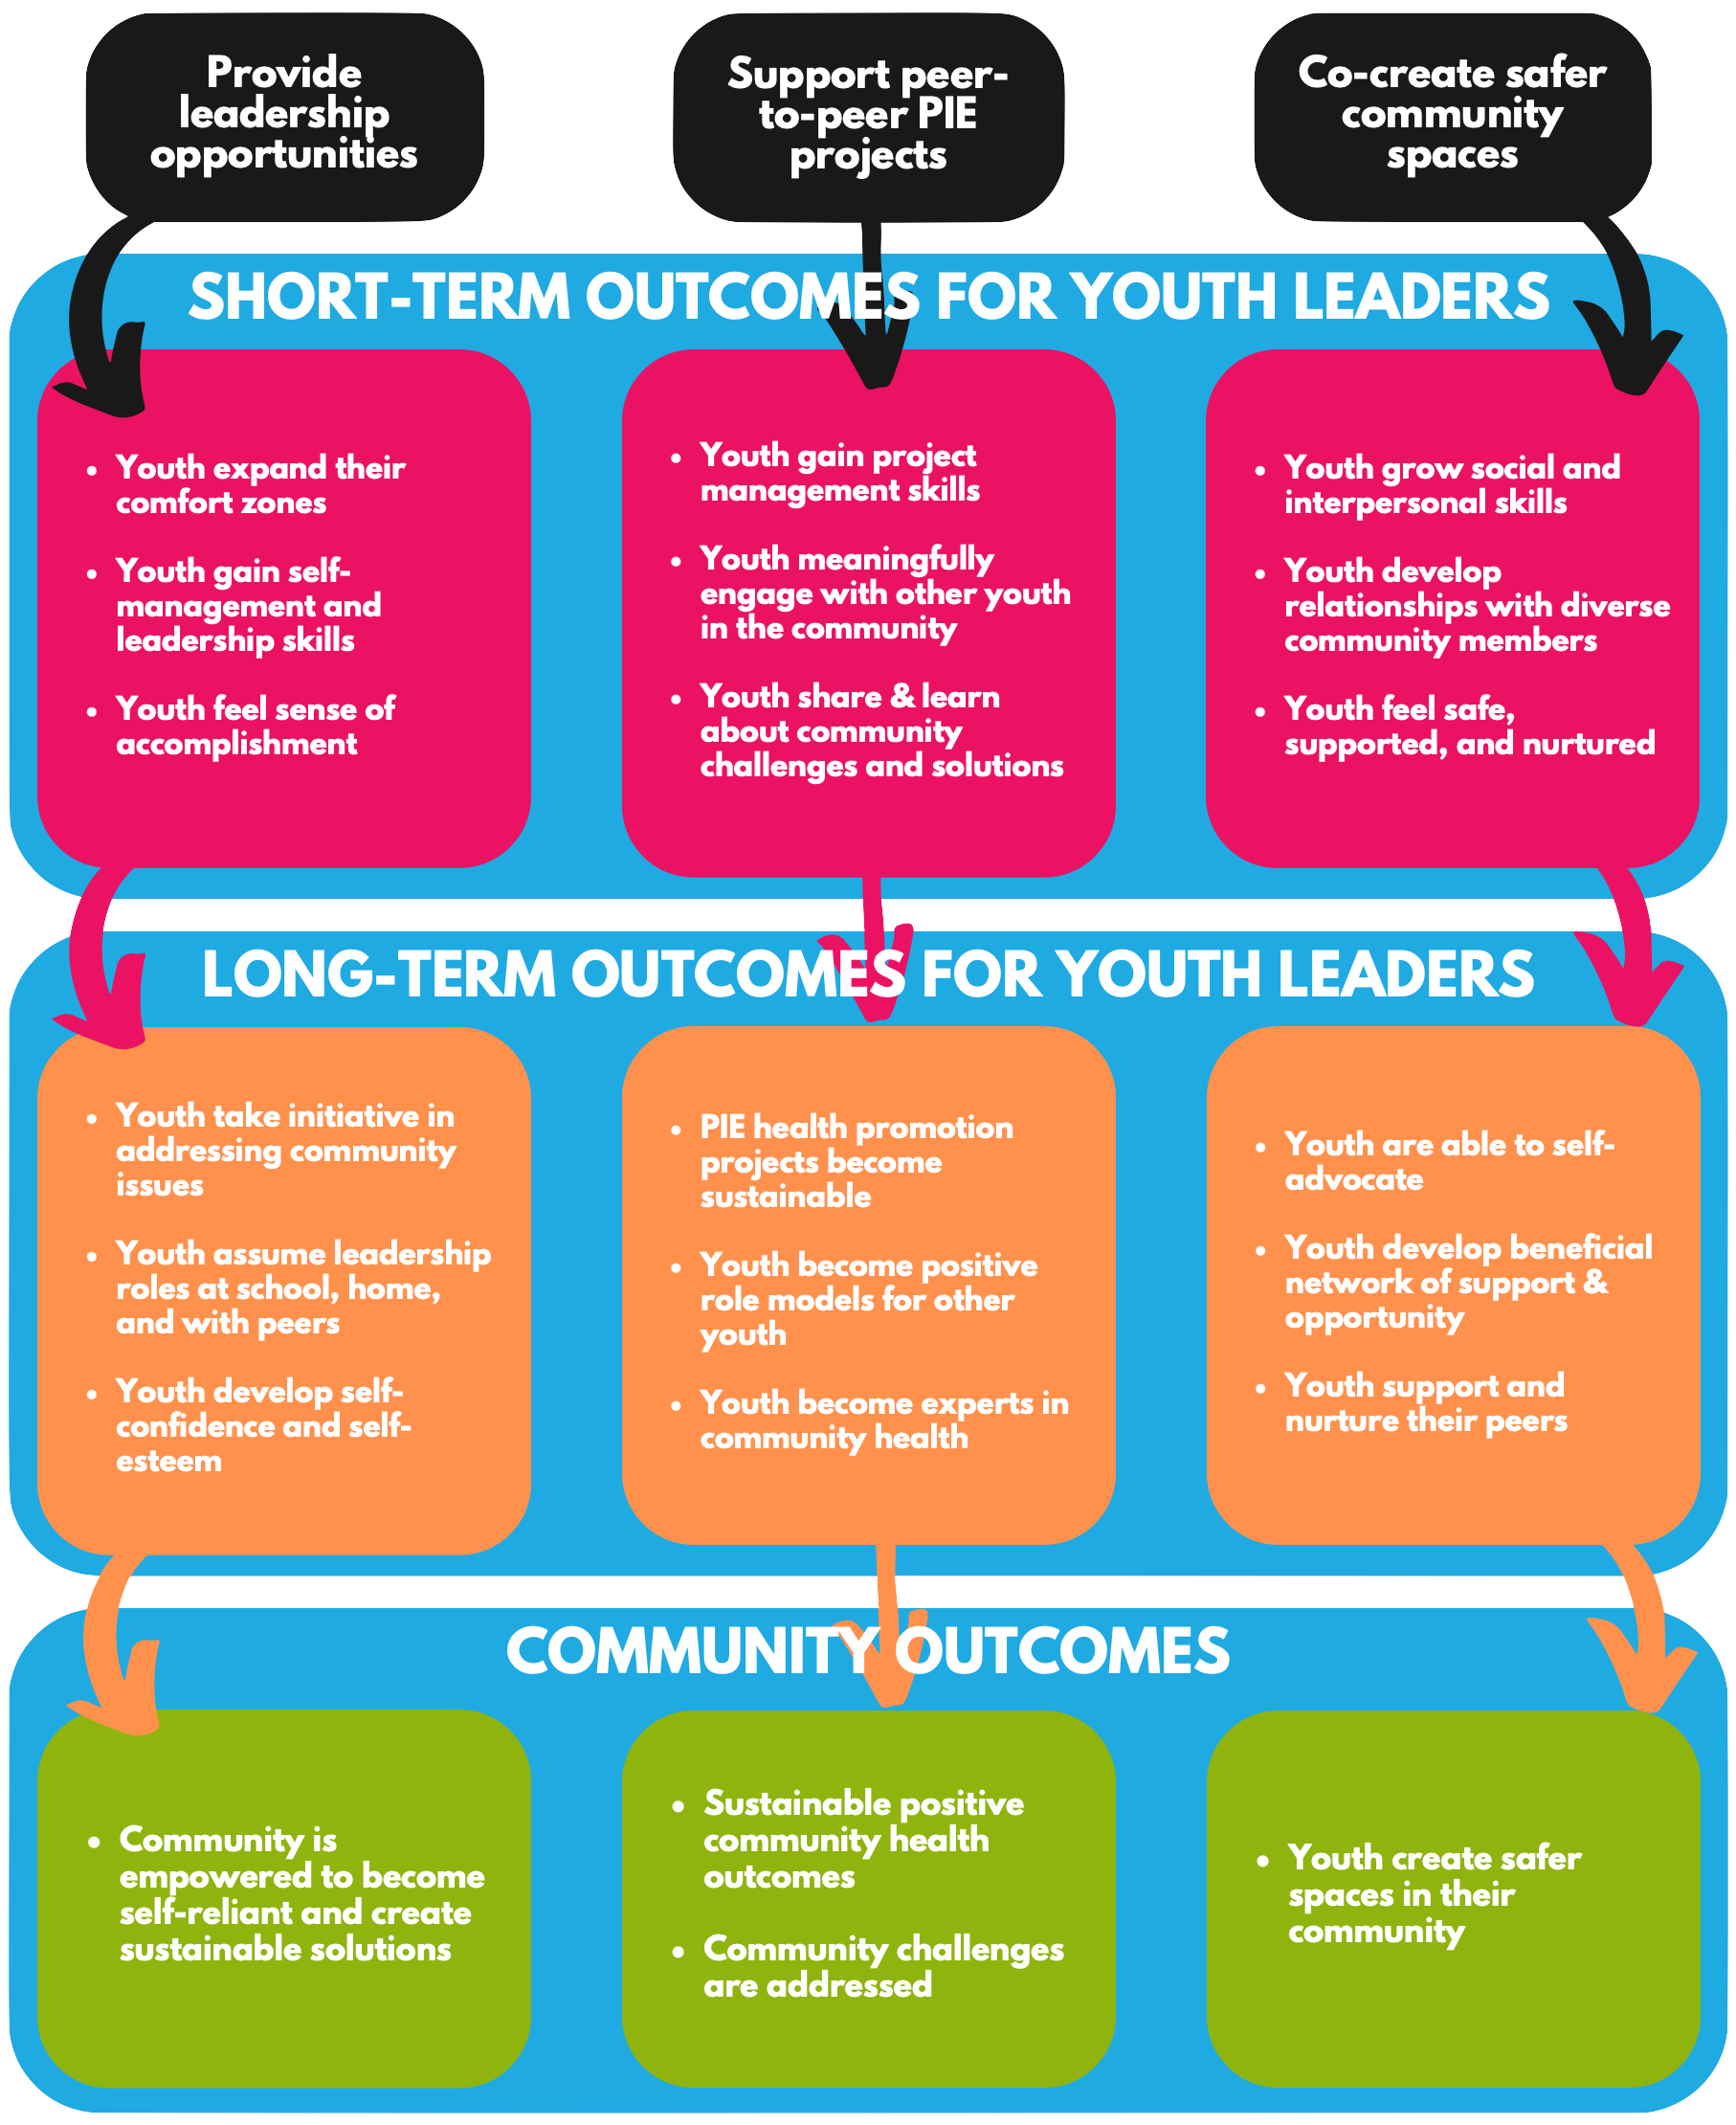 Provide
leadership
opportunities
Support peer-
to-peer PIE
projects
Co-create safer
community
spaces
SHORT-TERM OUTCOMES FOR YOUTH LEADERS
• Youth expand their
comfort zones
• Youth gain self-
management and
leadership skills
• Youth feel sense of
accomplishment
• Youth gain project
management skills
• Youth meaningfully
engage with other youth
in the community
• Youth share & learn
about community
challenges and solutions
• Youth grow social and
interpersonal skills
• Youth develop
relationships with diverse
community members
• Youth feel safe,
supported, and nurtured
LONG-TERM OUTCOMES FOR YOUTH LEADERS
• Youth take initiative in
addressing community
issues
• Youth assume leadership
roles at school, home,
and with peers
• Youth develop self-
confidence and self-
esteem
• PIE health promotion
projects become
sustainable
• Youth become positive
role models for other
youth
• Youth become experts in
community health
• Youth are able to self-
advocate
• Youth develop beneficial
network of support &
opportunity
• Youth support and
nurture their peers
COMMUNITY OUTCOMES
• Community is
empowered to become
self-reliant and create
sustainable solutions
• Sustainable positive
community health
outcomes
• Community challenges
are addressed
• Youth create safer
spaces in their
community